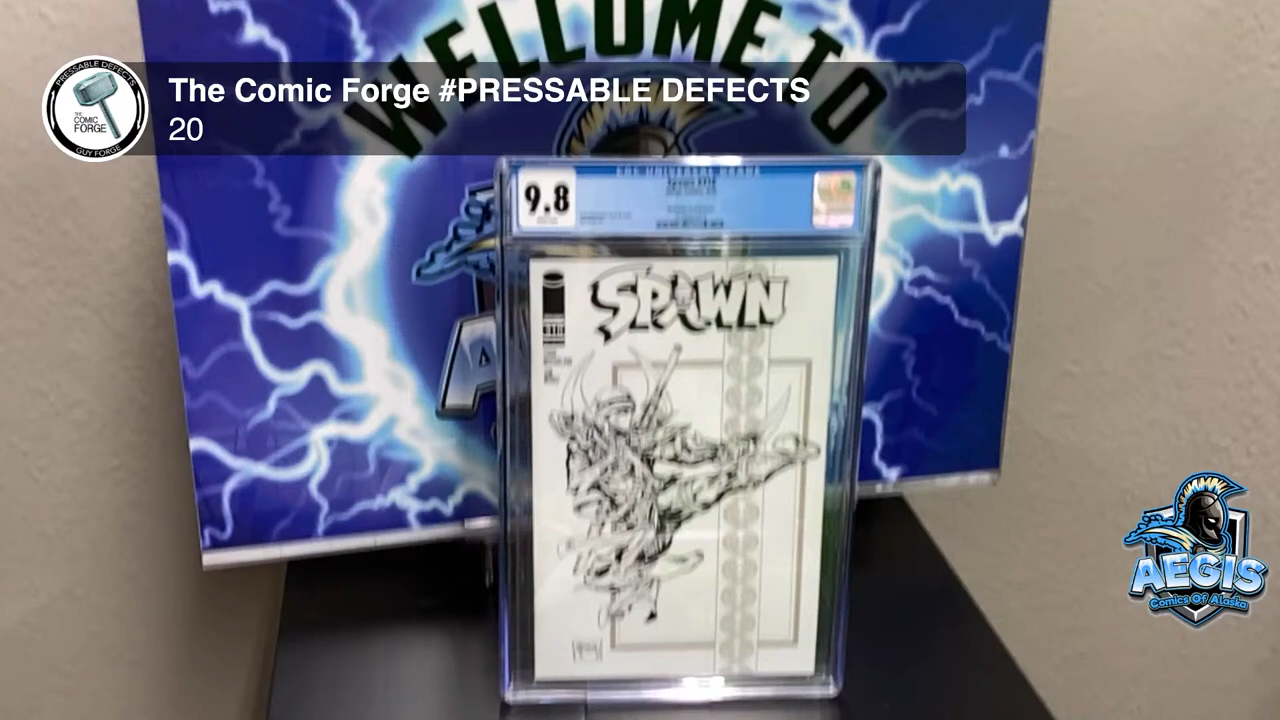 WELLOME TO
PRESSABLE DEFECTS
THE
COMIC
FORGE
GUY FORGE
The Comic Forge #PRESSABLE DEFECTS
20
9.8
SPAWN
A
AEGIS
Comics Of Alaska